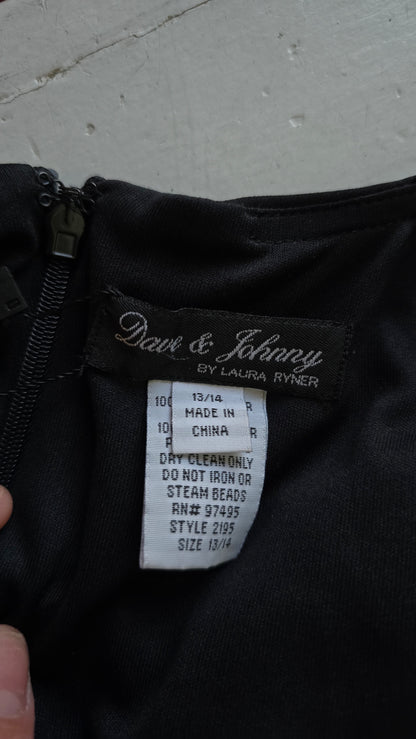 Dave & Johnny
BY LAURA RYNER
13/14
MADE IN
CHINA
DRY CLEAN ONLY
DO NOT IRON OR
STEAM BEADS
RN# 97495
STYLE 2195
SIZE 13/14